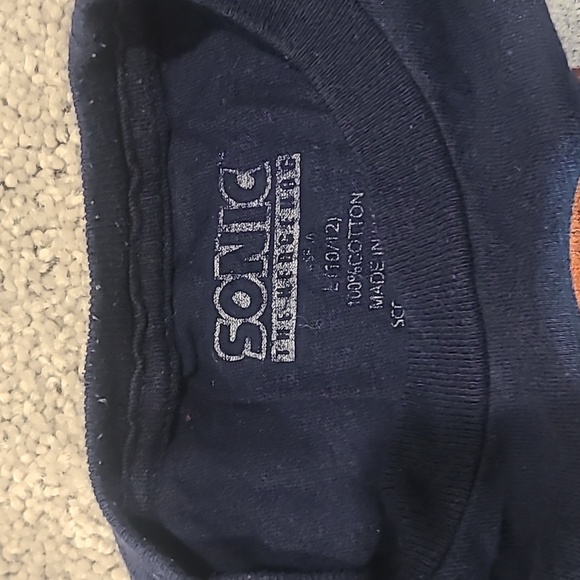 SONIC
THE HEDGEHOG
L (10/12)
100% COTTON
MADE IN